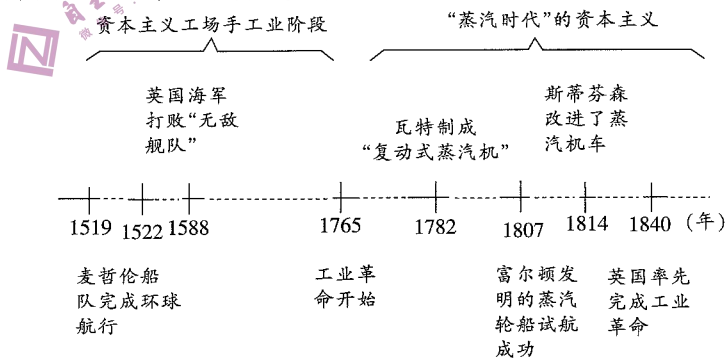 资本主义工场手工业阶段
“蒸汽时代”的资本主义
英国海军
打败“无敌
舰队”
瓦特制成
“复动式蒸汽机”
斯蒂芬森
改进了蒸
汽机车
1519 1522 1588 1765 1782 1807 1814 1840 (年)
麦哲伦船
队完成环球
航行
工业革
命开始
富尔顿发
明的蒸汽
轮船试航
成功
英国率先
完成工业
革命